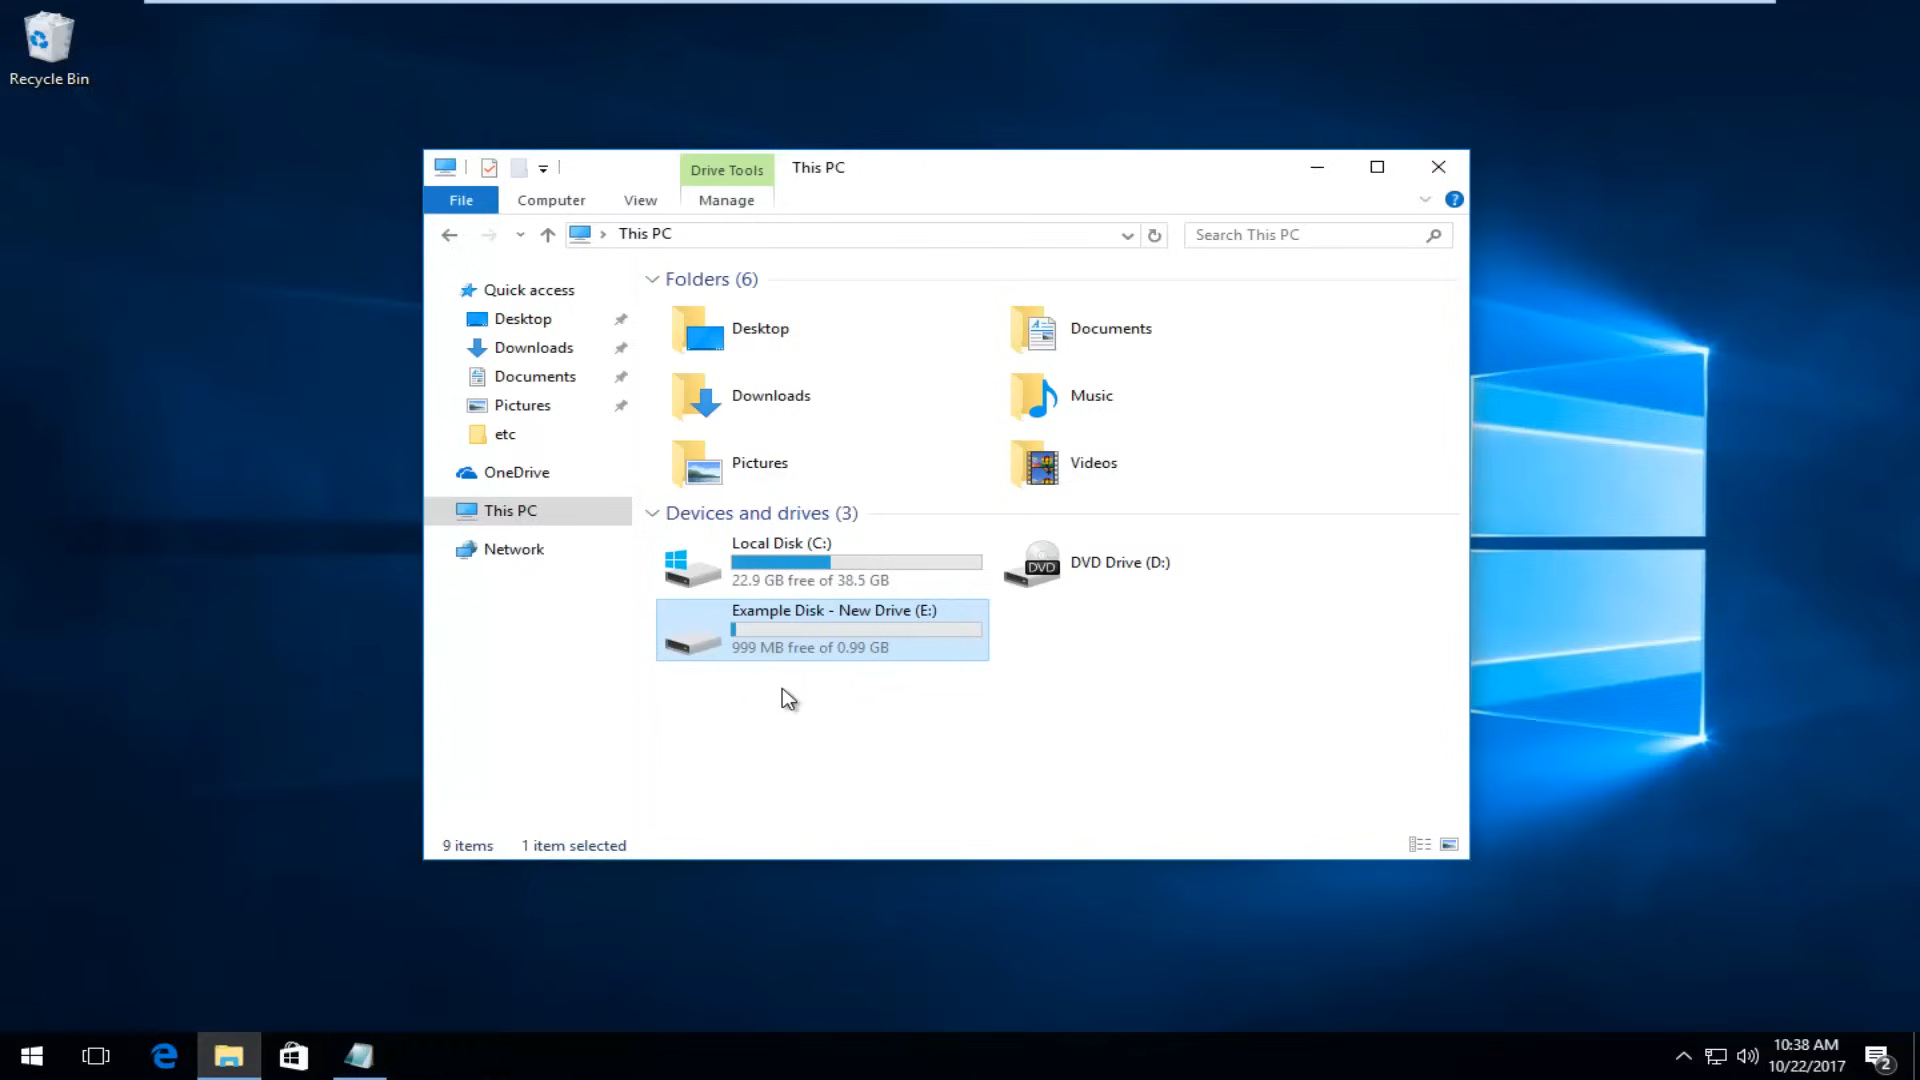 Recycle Bin
Drive Tools
This PC
File
Computer
View
Manage
This PC
Search This PC
Quick access
Desktop
Downloads
Documents
Pictures
etc
OneDrive
This PC
Network
Folders (6)
Desktop
Documents
Downloads
Music
Pictures
Videos
Devices and drives (3)
Local Disk (C:)
22.9 GB free of 38.5 GB
DVD
DVD Drive (D:)
Example Disk - New Drive (E:)
999 MB free of 0.99 GB
9 items
1 item selected
10:38 AM
10/22/2017
2